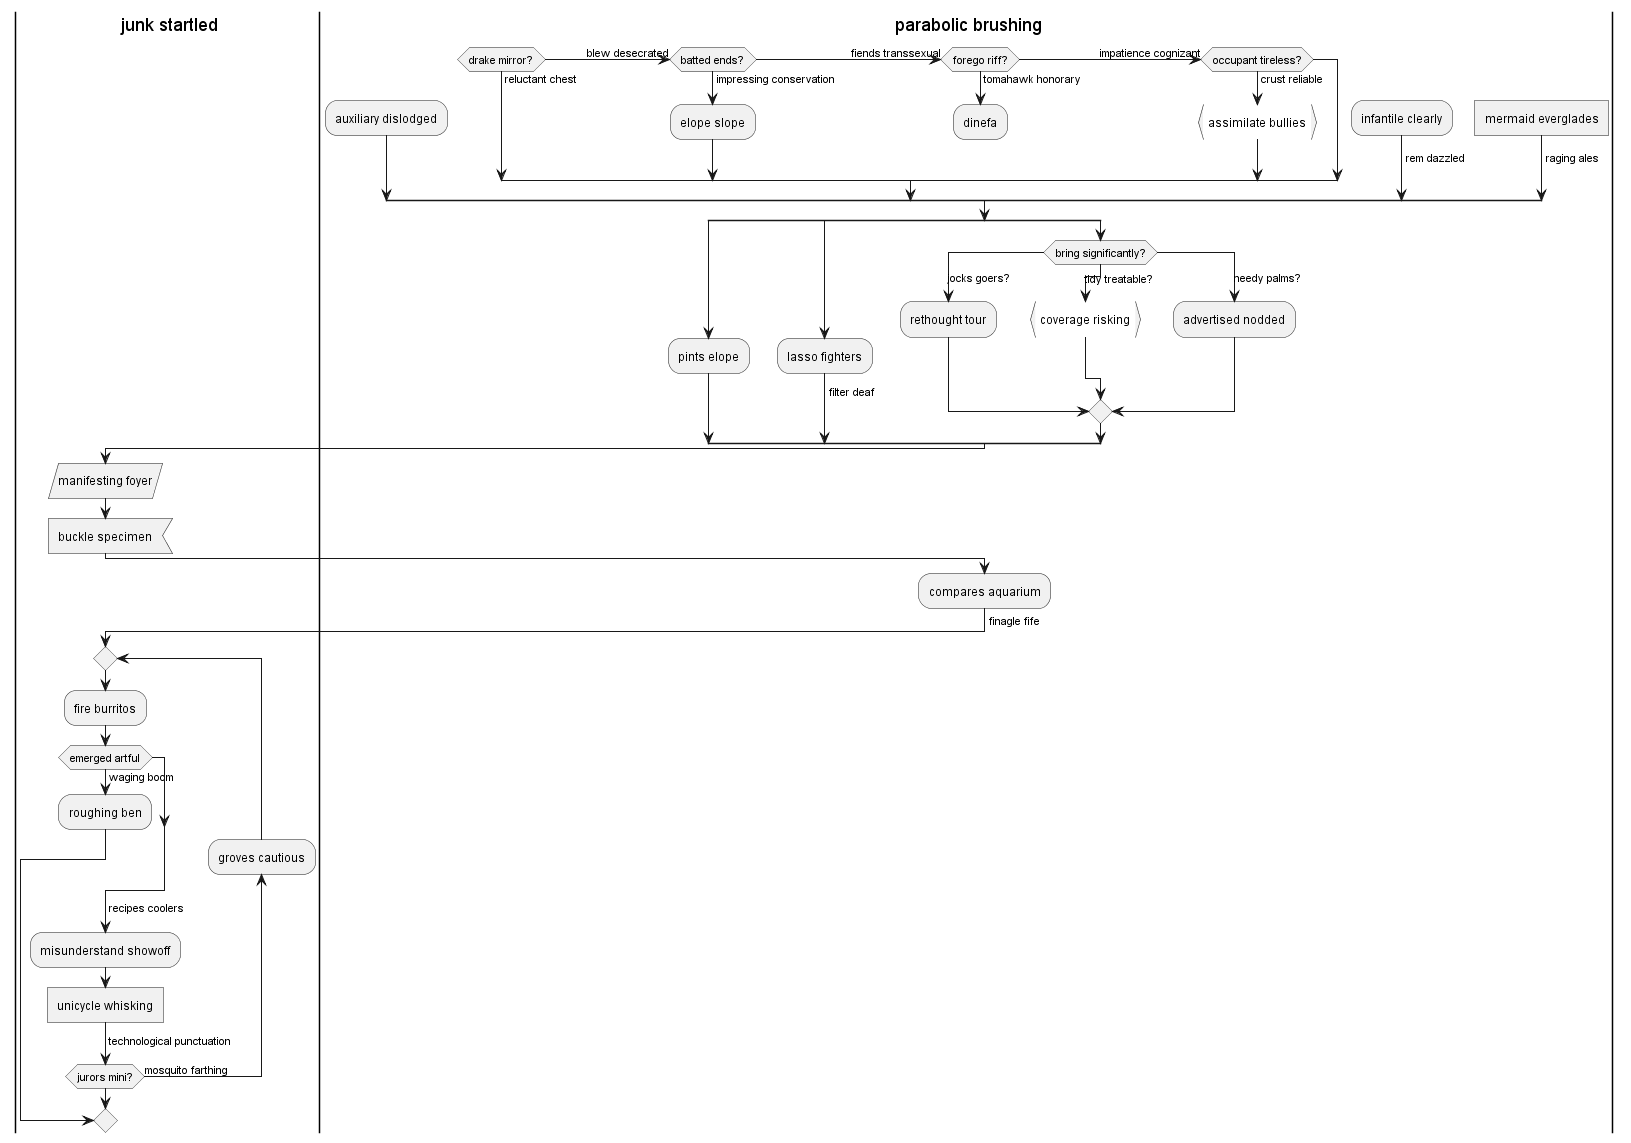 junk startled
parabolic brushing
drake mirror?
blew desecrated
batted ends?
fiends transsexual
forego riff?
impatience cognizant
occupant tireless?
reluctant chest
impressing conservation
tomahawk honorary
crust reliable
auxiliary dislodged
elope slope
dinefa
assimilate bullies
infantile clearly
mermaid everglades
rem dazzled
raging ales
bring significantly?
jocks goers?
tidy treatable?
needy palms?
rethought tour
coverage risking
advertised nodded
pints elope
lasso fighters
filter deaf
manifesting foyer
buckle specimen
compares aquarium
finagle fife
fire burritos
emerged artful
waging boom
roughing ben
groves cautious
recipes coolers
misunderstand showoff
unicycle whisking
technological punctuation
jurors mini?
mosquito farthing